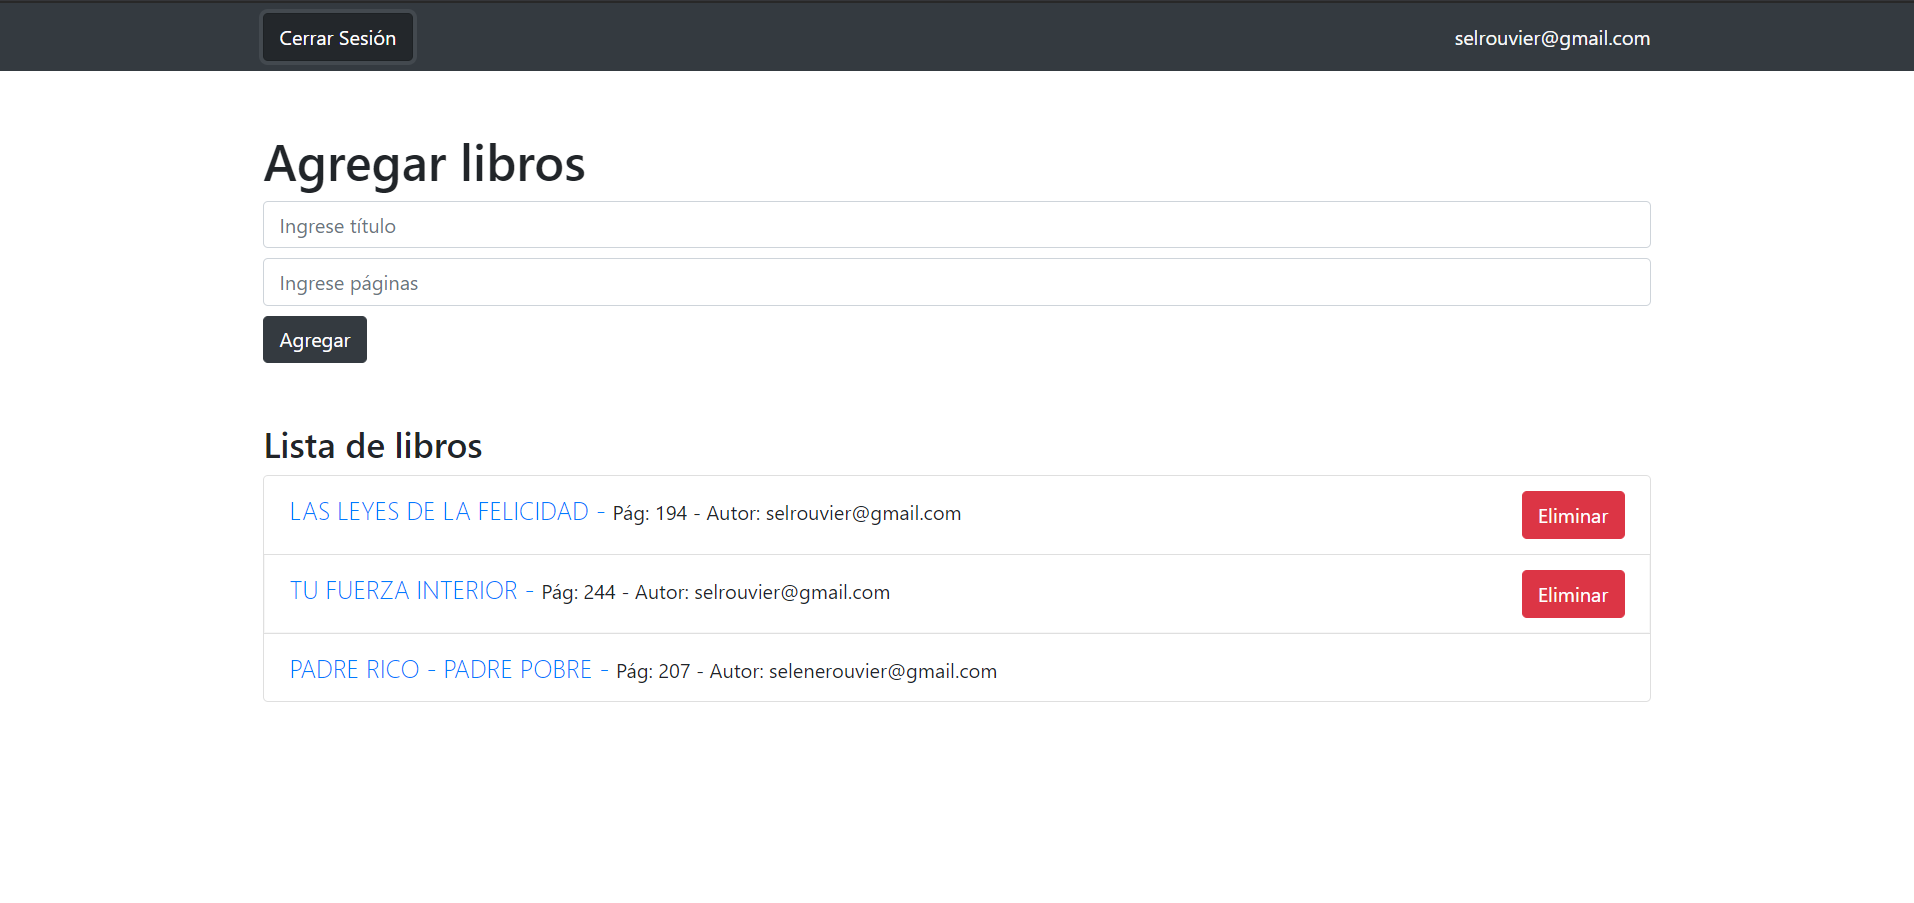 Cerrar Sesión selrouvier@gmail.com
Agregar libros
Ingrese título
Ingrese páginas
Agregar
Lista de libros
LAS LEYES DE LA FELICIDAD - Pág: 194 - Autor: selrouvier@gmail.com Eliminar
TU FUERZA INTERIOR - Pág: 244 - Autor: selrouvier@gmail.com Eliminar
PADRE RICO - PADRE POBRE - Pág: 207 - Autor: selenerouvier@gmail.com